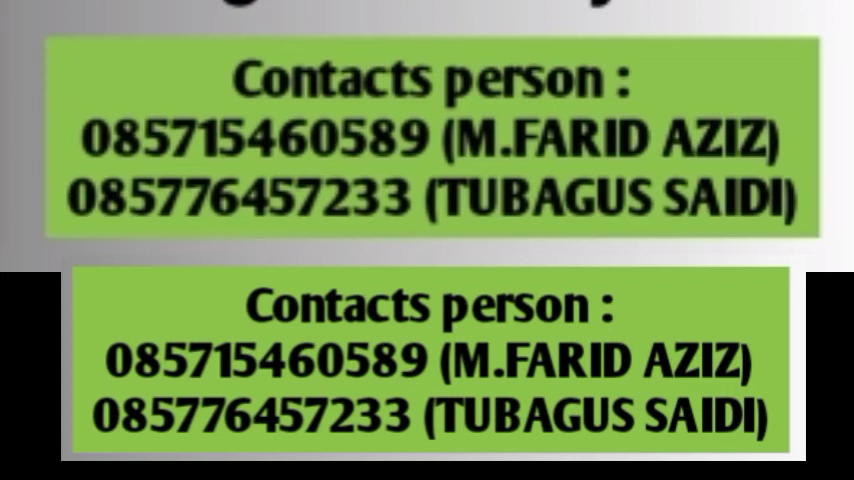 Contacts person :
085715460589 (M.FARID AZIZ)
085776457233 (TUBAGUS SAIDI)
Contacts person :
085715460589 (M.FARID AZIZ)
085776457233 (TUBAGUS SAIDI)